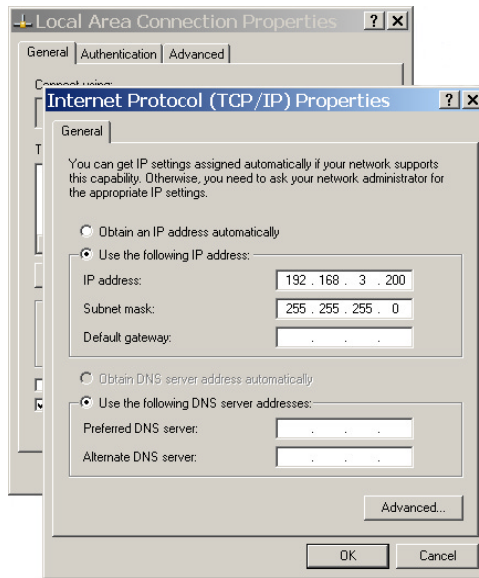 Local Area Connection Properties
General Authentication Advanced
Connect using:
Internet Protocol (TCP/IP) Properties
General
You can get IP settings assigned automatically if your network supports
this capability. Otherwise, you need to ask your network administrator for
the appropriate IP settings.
Obtain an IP address automatically
Use the following IP address:
IP address: 192 . 168 . 3 . 200
Subnet mask: 255 . 255 . 255 . 0
Default gateway: . . .
Obtain DNS server address automatically
Use the following DNS server addresses:
Preferred DNS server: . . .
Alternate DNS server: . . .
Advanced...
OK Cancel